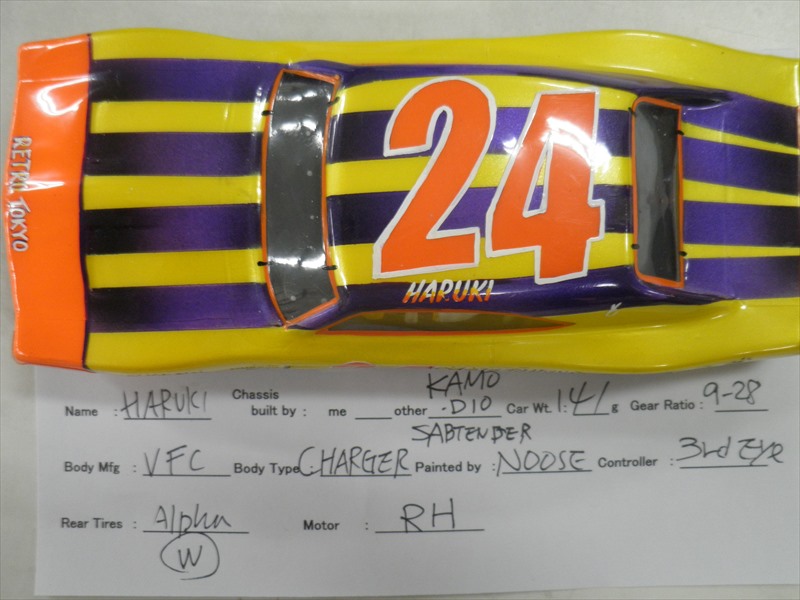 RETRO TOKYO
24
HARUKI
Name : HARUKI Chassis built by : me ___ other KAMO .DIO SABTENDER Car Wt. 141 g Gear Ratio : 9-28
Body Mfg : VFC Body Type : CHARGER Painted by : NOOSE Controller : 3rd Eye
Rear Tires : Alpha W Motor : RH